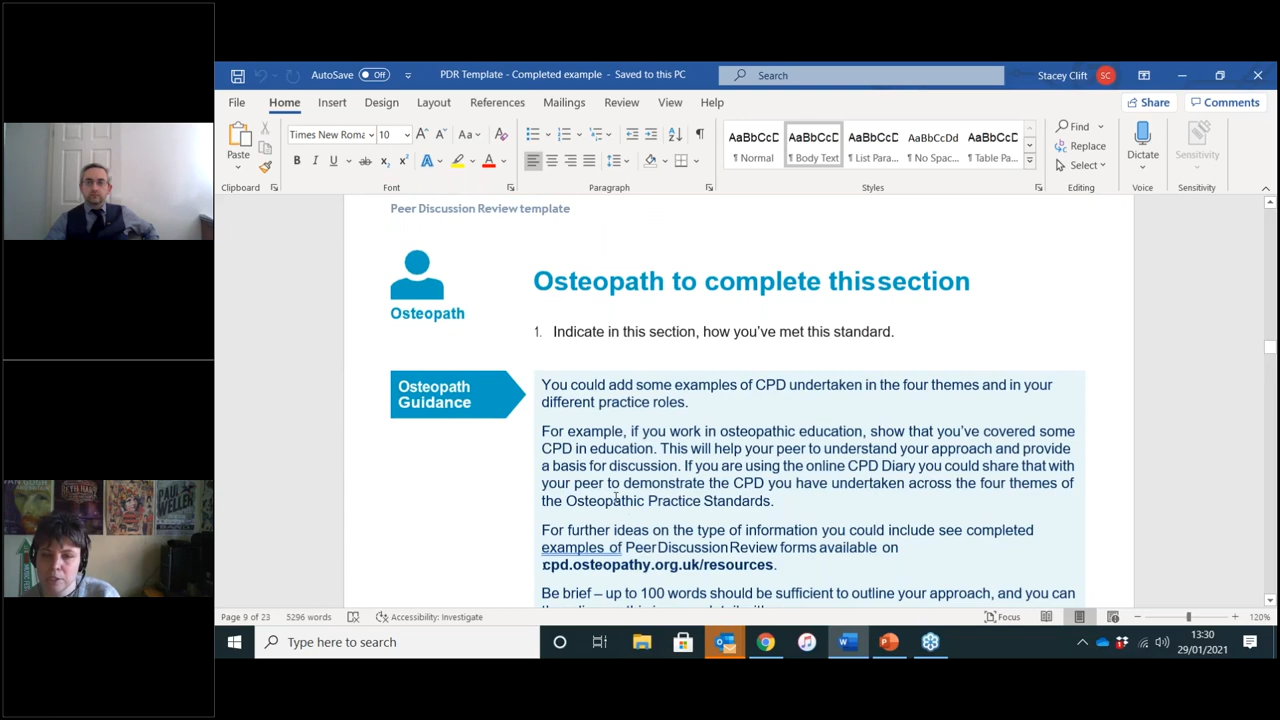 AutoSave Off
PDR Template - Completed example - Saved to this PC
Search
Stacey Clift SC
File Home Insert Draw Design Layout References Mailings Review View Help
Share Comments
Paste
Times New Roma 10
Aa
B I U ab x₂ x² A A
AaBbCcD AaBbCcD AaBbCcD AaBbCcDd AaBbCcD
¶ Normal ¶ Body Text ¶ List Para... ¶ No Spac... ¶ Table Pa...
Find
Replace
Select
Dictate
Sensitivity
Clipboard Font Paragraph Styles Editing Voice Sensitivity
Peer Discussion Review template
Osteopath
Osteopath to complete thissection
1. Indicate in this section, how you've met this standard.
Osteopath
Guidance
You could add some examples of CPD undertaken in the four themes and in your
different practice roles.
For example, if you work in osteopathic education, show that you've covered some
CPD in education. This will help your peer to understand your approach and provide
a basis for discussion. If you are using the online CPD Diary you could share that with
your peer to demonstrate the CPD you have undertaken across the four themes of
the Osteopathic Practice Standards.
For further ideas on the type of information you could include see completed
examples of PeerDiscussionReview forms available on
cpd.osteopathy.org.uk/resources.
Be brief – up to 100 words should be sufficient to outline your approach, and you can
Page 9 of 23 5296 words Accessibility: Investigate Focus 120%
Type here to search
13:30
29/01/2021
PAUL
WELLER